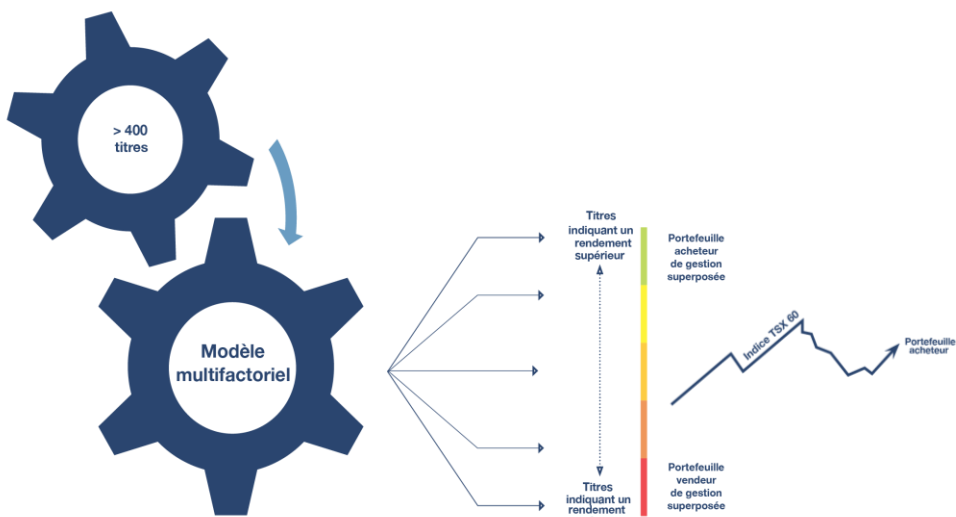 > 400
titres
Modèle
multifactoriel
Titres
indiquant un
rendement
supérieur
Titres
indiquant un
rendement
Portefeuille
acheteur
de gestion
superposée
Portefeuille
vendeur
de gestion
superposée
Indice TSX 60
Portefeuille
acheteur